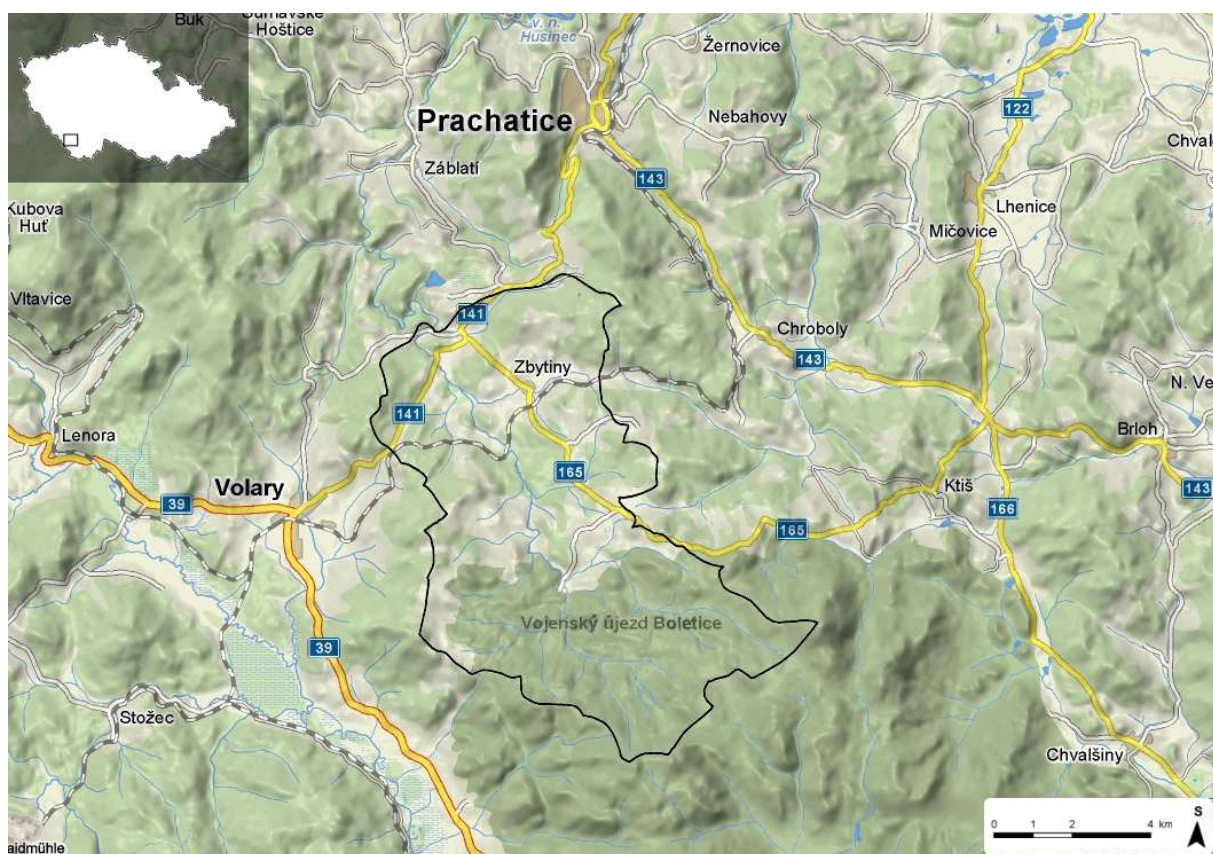 Buk
Šumavské
Hoštice
v. n.
Husinec
Žernovice
Prachatice
Nebahovy
122
Záblatí
143
Lhenice
Kubova
Huť
Mičovice
Vltavice
141
Chroboly
143
Zbytiny
141
N. Ve
Lenora
Brloh
165
Volary
Ktiš
143
39
166
165
Vojenský újezd Boletice
39
Stožec
Chvalšiny
S
0 1 2 4 km
aidmühle